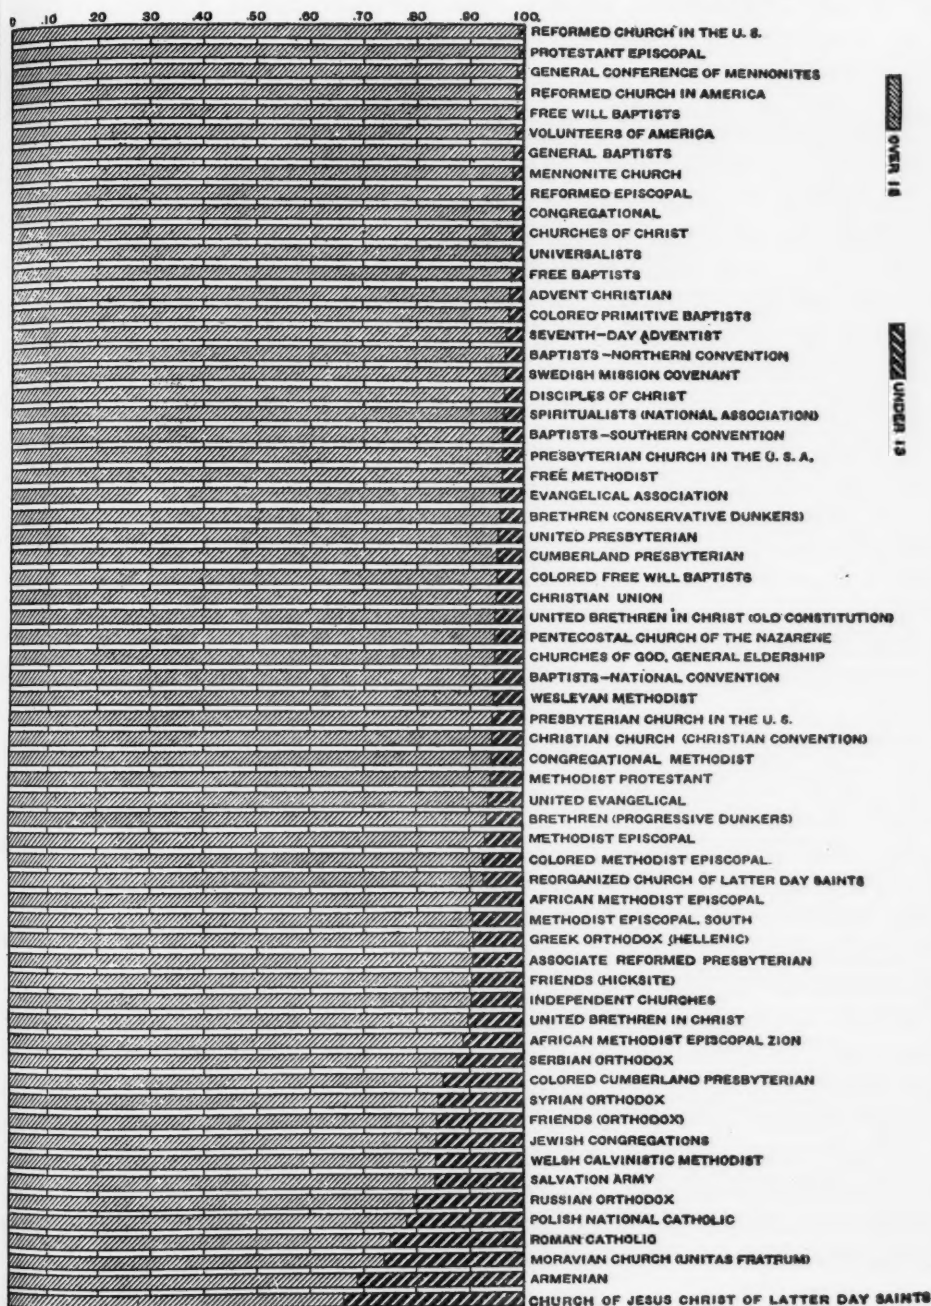 0 .10 .20 .30 .40 .50 .60 .70 .80 .90 100.
REFORMED CHURCH IN THE U. S.
PROTESTANT EPISCOPAL
GENERAL CONFERENCE OF MENNONITES
REFORMED CHURCH IN AMERICA
FREE WILL BAPTISTS
VOLUNTEERS OF AMERICA
GENERAL BAPTISTS
MENNONITE CHURCH
REFORMED EPISCOPAL
CONGREGATIONAL
CHURCHES OF CHRIST
UNIVERSALISTS
FREE BAPTISTS
ADVENT CHRISTIAN
COLORED PRIMITIVE BAPTISTS
SEVENTH-DAY ADVENTIST
BAPTISTS-NORTHERN CONVENTION
SWEDISH MISSION COVENANT
DISCIPLES OF CHRIST
SPIRITUALISTS (NATIONAL ASSOCIATION)
BAPTISTS-SOUTHERN CONVENTION
PRESBYTERIAN CHURCH IN THE U. S. A.
FREE METHODIST
EVANGELICAL ASSOCIATION
BRETHREN (CONSERVATIVE DUNKERS)
UNITED PRESBYTERIAN
CUMBERLAND PRESBYTERIAN
COLORED FREE WILL BAPTISTS
CHRISTIAN UNION
UNITED BRETHREN IN CHRIST (OLD CONSTITUTION)
PENTECOSTAL CHURCH OF THE NAZARENE
CHURCHES OF GOD, GENERAL ELDERSHIP
BAPTISTS-NATIONAL CONVENTION
WESLEYAN METHODIST
PRESBYTERIAN CHURCH IN THE U. S.
CHRISTIAN CHURCH (CHRISTIAN CONVENTION)
CONGREGATIONAL METHODIST
METHODIST PROTESTANT
UNITED EVANGELICAL
BRETHREN (PROGRESSIVE DUNKERS)
METHODIST EPISCOPAL
COLORED METHODIST EPISCOPAL.
REORGANIZED CHURCH OF LATTER DAY SAINTS
AFRICAN METHODIST EPISCOPAL
METHODIST EPISCOPAL, SOUTH
GREEK ORTHODOX (HELLENIC)
ASSOCIATE REFORMED PRESBYTERIAN
FRIENDS (HICKSITE)
INDEPENDENT CHURCHES
UNITED BRETHREN IN CHRIST
AFRICAN METHODIST EPISCOPAL ZION
SERBIAN ORTHODOX
COLORED CUMBERLAND PRESBYTERIAN
SYRIAN ORTHODOX
FRIENDS (ORTHODOX)
JEWISH CONGREGATIONS
WELSH CALVINISTIC METHODIST
SALVATION ARMY
RUSSIAN ORTHODOX
POLISH NATIONAL CATHOLIC
ROMAN CATHOLIC
MORAVIAN CHURCH (UNITAS FRATRUM)
ARMENIAN
CHURCH OF JESUS CHRIST OF LATTER DAY SAINTS
OVER 13
UNDER 13